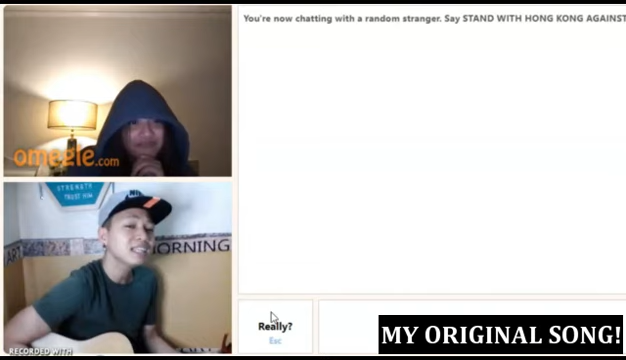 You're now chatting with a random stranger. Say STAND WITH HONG KONG AGAINST
omegle.com
STRENGTH
TRUST HIM
ART
MORNING
RECORDED WITH
Really?
Esc
MY ORIGINAL SONG!